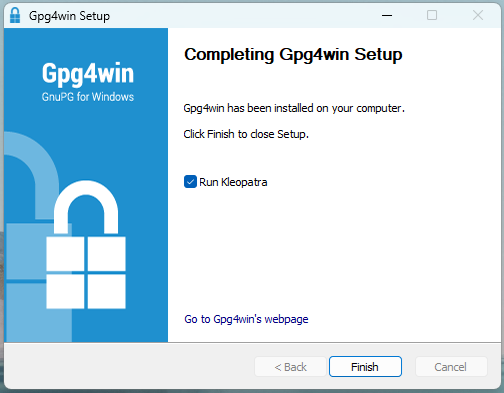 Gpg4win Setup
Gpg4win
GnuPG for Windows
Completing Gpg4win Setup
Gpg4win has been installed on your computer.
Click Finish to close Setup.
Run Kleopatra
Go to Gpg4win's webpage
< Back
Finish
Cancel